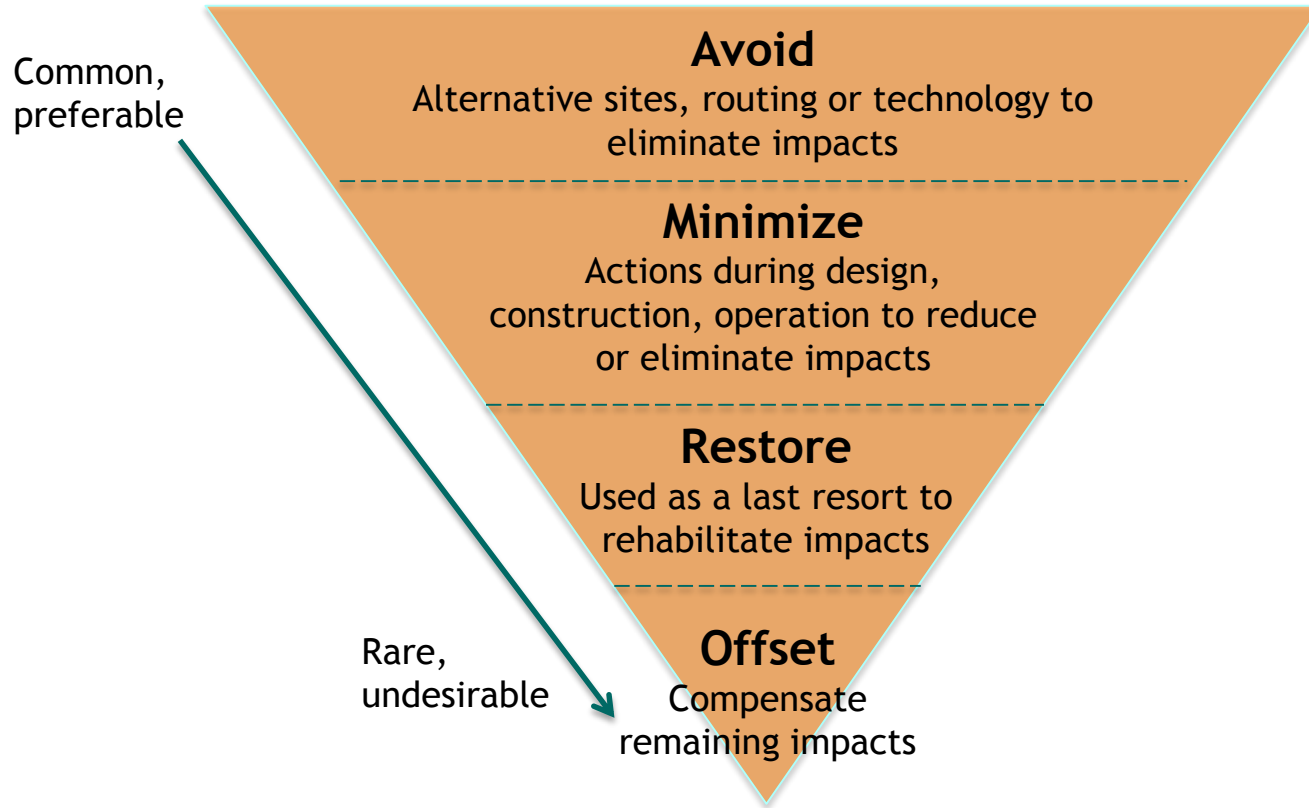 Common,
preferable
Avoid
Alternative sites, routing or technology to
eliminate impacts
Minimize
Actions during design,
construction, operation to reduce
or eliminate impacts
Restore
Used as a last resort to
rehabilitate impacts
Rare,
undesirable
Offset
Compensate
remaining impacts